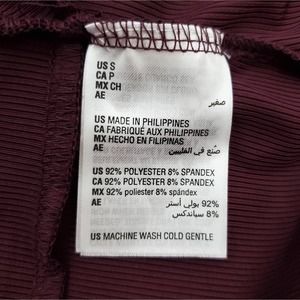 US S
CA P
MX CH
AE
صغير
US MADE IN PHILIPPINES
CA FABRIQUÉ AUX PHILIPPINES
MX HECHO EN FILIPINAS
AE صُنع في الفلبين
US 92% POLYESTER 8% SPANDEX
CA 92% POLYESTER 8% SPANDEX
MX 92% poliester 8% spandex
AE 92% بولي أستر
8% سباندكس
US MACHINE WASH COLD GENTLE